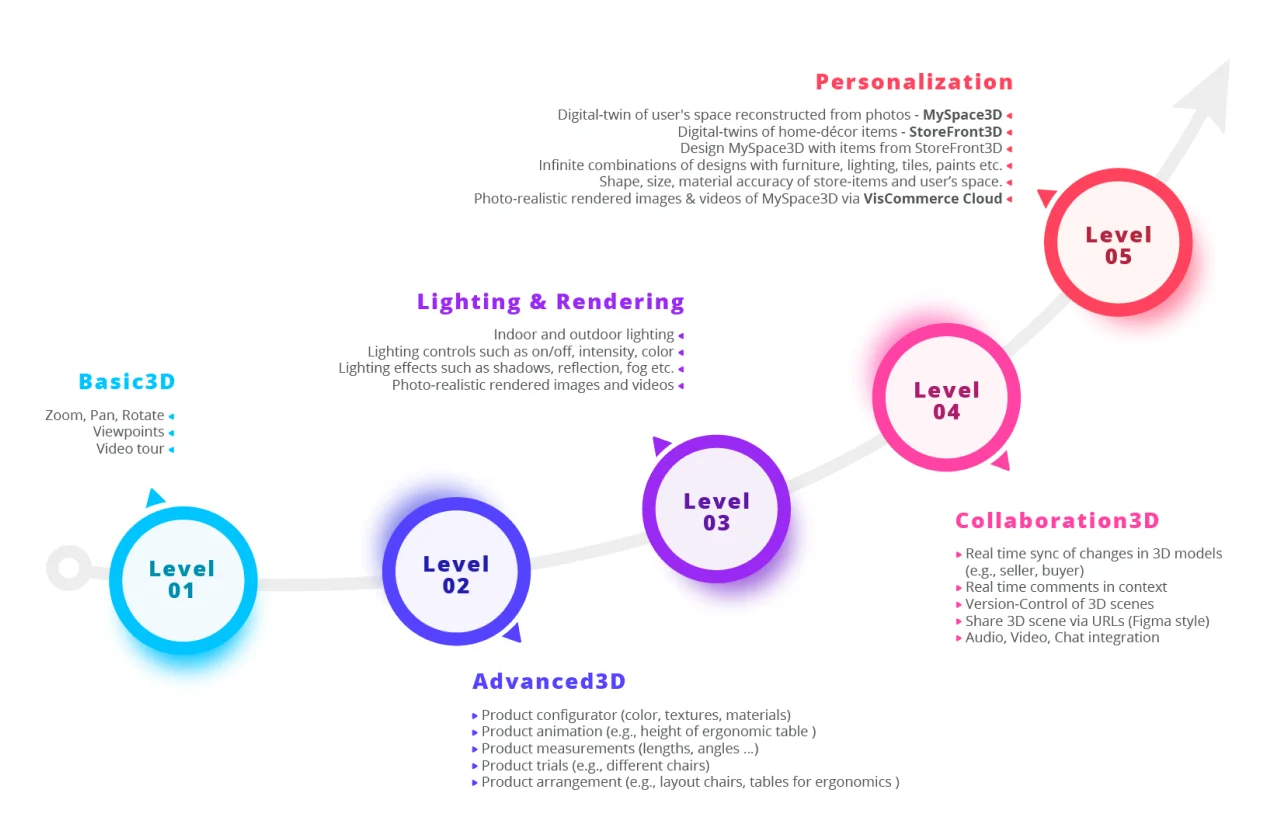 Basic3D
Zoom, Pan, Rotate
Viewpoints
Video tour
Level
01
Level
02
Advanced3D
Product configurator (color, textures, materials)
Product animation (e.g., height of ergonomic table )
Product measurements (lengths, angles ...)
Product trials (e.g., different chairs)
Product arrangement (e.g., layout chairs, tables for ergonomics )
Lighting & Rendering
Indoor and outdoor lighting
Lighting controls such as on/off, intensity, color
Lighting effects such as shadows, reflection, fog etc.
Photo-realistic rendered images and videos
Level
03
Level
04
Collaboration3D
Real time sync of changes in 3D models
(e.g., seller, buyer)
Real time comments in context
Version-Control of 3D scenes
Share 3D scene via URLs (Figma style)
Audio, Video, Chat integration
Personalization
Digital-twin of user's space reconstructed from photos - MySpace3D
Digital-twins of home-décor items - StoreFront3D
Design MySpace3D with items from StoreFront3D
Infinite combinations of designs with furniture, lighting, tiles, paints etc.
Shape, size, material accuracy of store-items and user’s space.
Photo-realistic rendered images & videos of MySpace3D via VisCommerce Cloud
Level
05